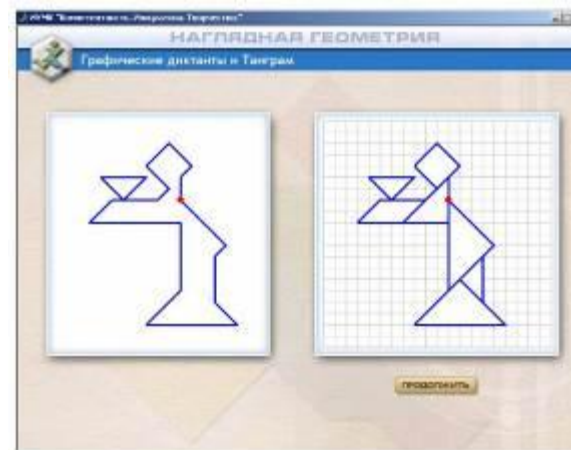 НАГЛЯДНАЯ ГЕОМЕТРИЯ
Графические диктанты и Танграм
ПРОДОЛЖИТЬ